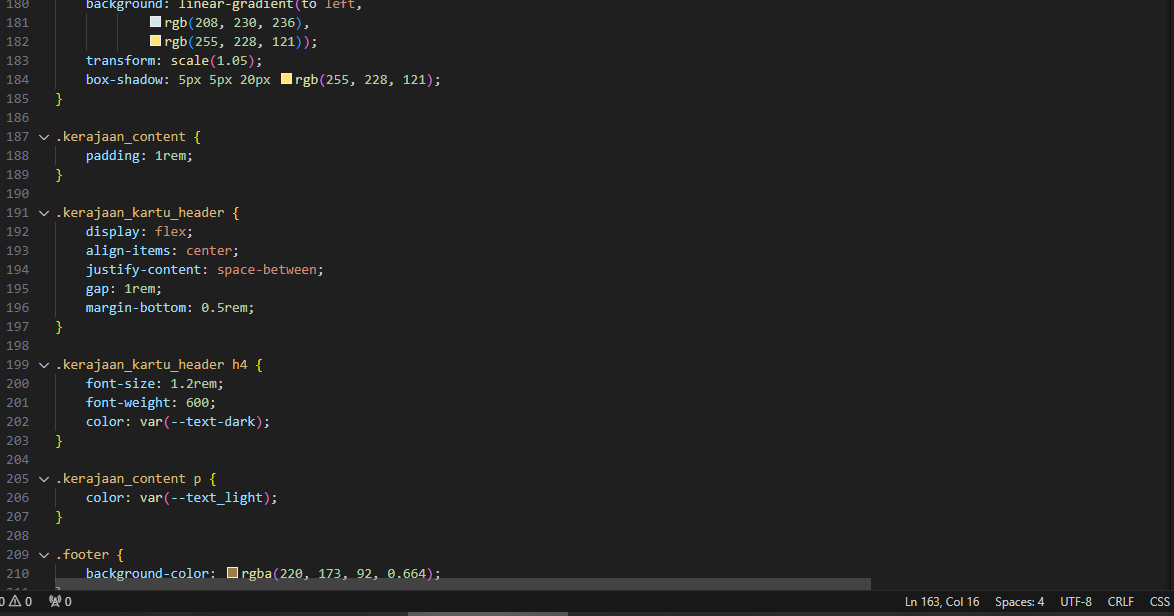 180 background: linear-gradient(to left,
181 rgb(208, 230, 236),
182 rgb(255, 228, 121));
183 transform: scale(1.05);
184 box-shadow: 5px 5px 20px rgb(255, 228, 121);
185 }
186
187 .kerajaan_content {
188 padding: 1rem;
189 }
190
191 .kerajaan_kartu_header {
192 display: flex;
193 align-items: center;
194 justify-content: space-between;
195 gap: 1rem;
196 margin-bottom: 0.5rem;
197 }
198
199 .kerajaan_kartu_header h4 {
200 font-size: 1.2rem;
201 font-weight: 600;
202 color: var(--text-dark);
203 }
204
205 .kerajaan_content p {
206 color: var(--text_light);
207 }
208
209 .footer {
210 background-color: rgba(220, 173, 92, 0.664);
0 0 0 Ln 163, Col 16 Spaces: 4 UTF-8 CRLF CSS